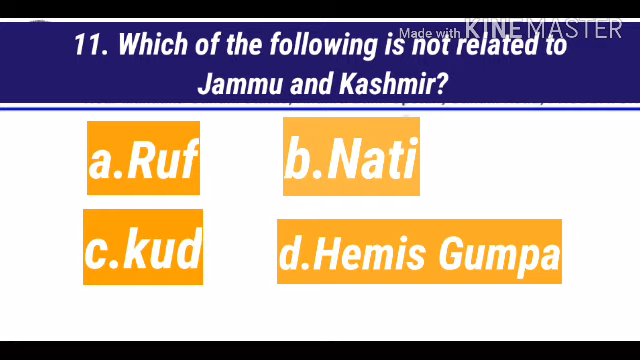 Made with KINEMASTER
11. Which of the following is not related to
Jammu and Kashmir?
a.Ruf b.Nati
c.kud d.Hemis Gumpa